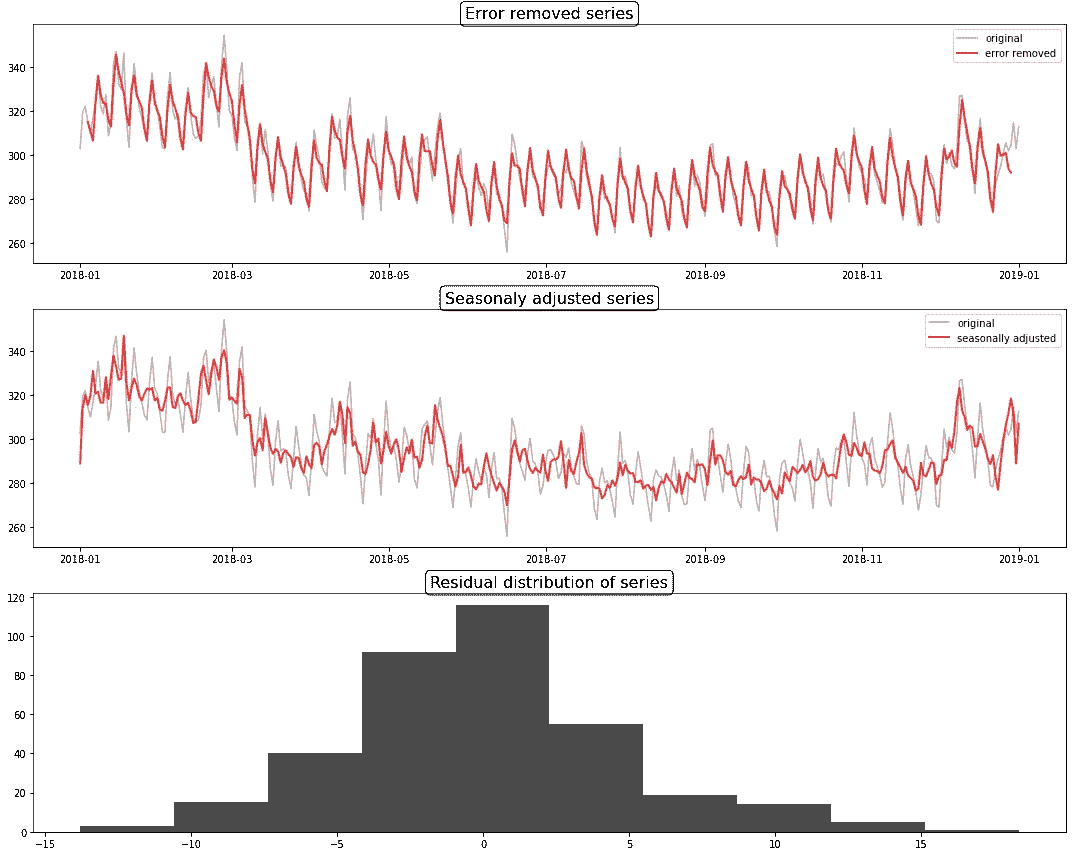 Error removed series
original
error removed
340
320
300
280
260
2018-01 2018-03 2018-05 2018-07 2018-09 2018-11 2019-01
Seasonaly adjusted series
original
seasonally adjusted
340
320
300
280
260
2018-01 2018-03 2018-05 2018-07 2018-09 2018-11 2019-01
Residual distribution of series
120
100
80
60
40
20
0
−15 −10 −5 0 5 10 15